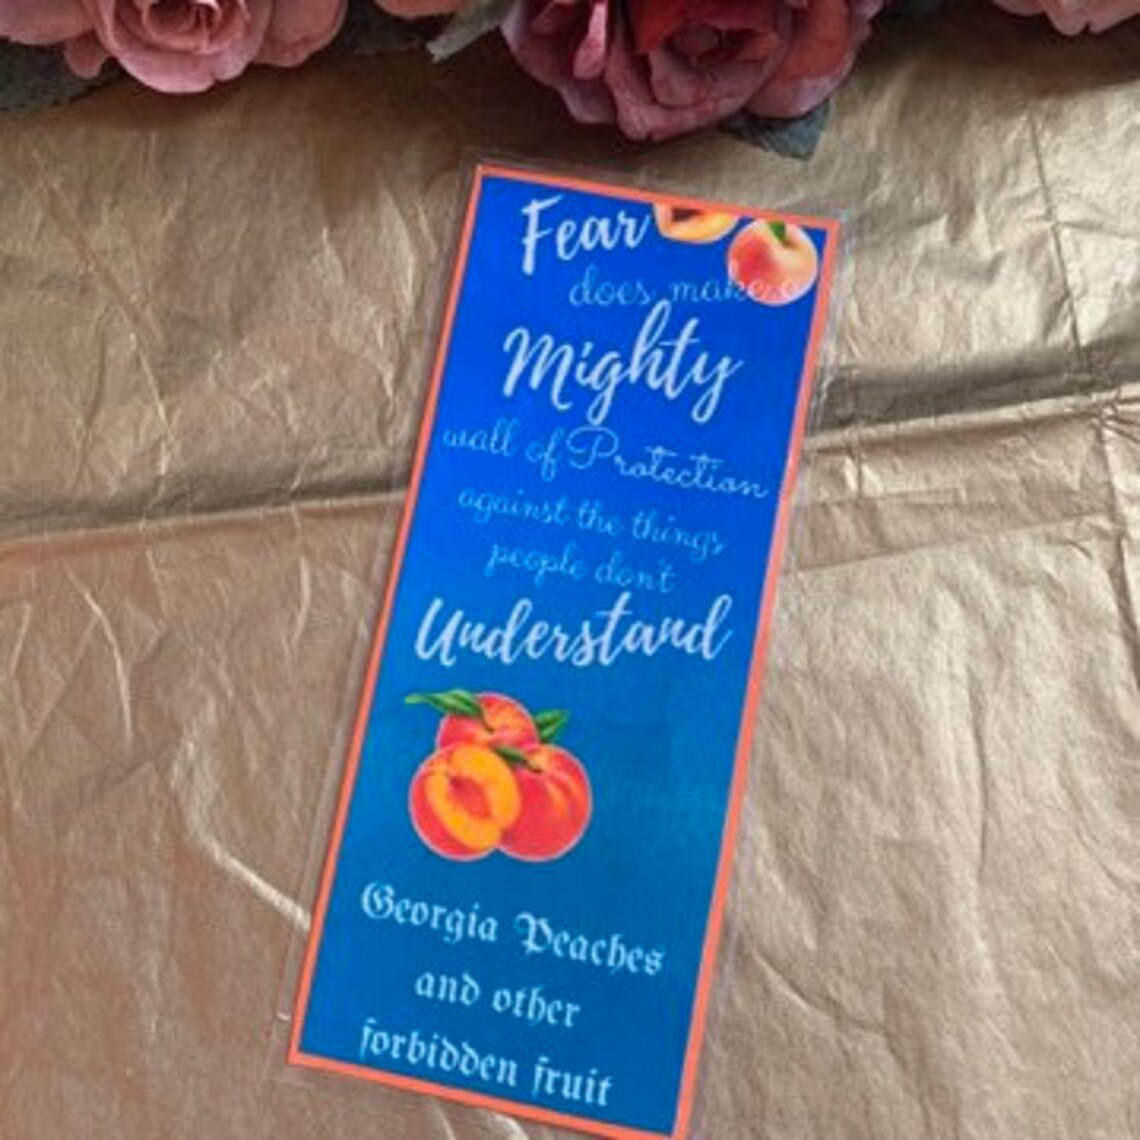 Fear
does make a
Mighty
wall of Protection
against the things
people don't
Understand
Georgia Peaches
and other
forbidden fruit